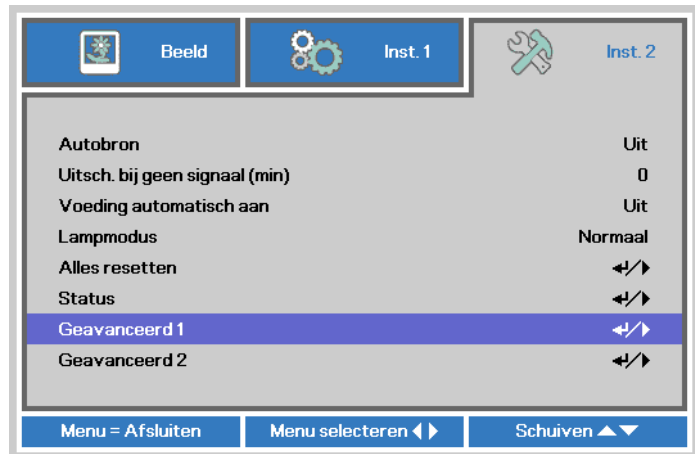 Beeld Inst. 1 Inst. 2
Autobron Uit
Uitsch. bij geen signaal (min) 0
Voeding automatisch aan Uit
Lampmodus Normaal
Alles resetten ↵/▶
Status ↵/▶
Geavanceerd 1 ↵/▶
Geavanceerd 2 ↵/▶
Menu = Afsluiten Menu selecteren ◀▶ Schuiven ▲▼